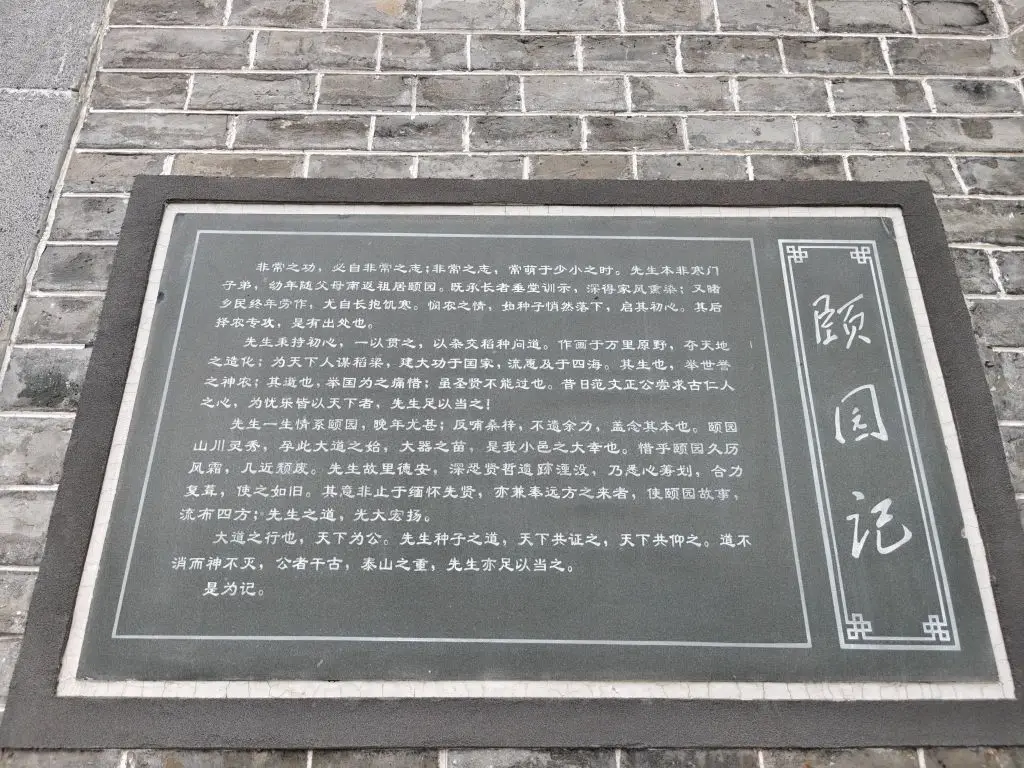 颐园记
非常之功，必自非常之志；非常之志，常萌于少小之时。先生本非寒门
子弟，幼年随父母南返祖居颐园。既承长者垂堂训示，深得家风熏染；又睹
乡民终年劳作，尤自长抱饥寒。悯农之情，如种子悄然落下，启其初心。其后
择农专攻，是有出处也。
先生秉持初心，一以贯之，以杂交稻种问道。作画于万里原野，夺天地
之造化；为天下人谋稻粱，建大功于国家，流惠及于四海。其生也，举世誉
之神农；其逝也，举国为之痛惜；虽圣贤不能过也。昔日范文正公尝求古仁人
之心，为忧乐皆以天下者，先生足以当之！
先生一生情系颐园，晚年尤甚；反哺桑梓，不遗余力，盖念其本也。颐园
山川灵秀，孕此大道之始，大器之苗，是我小邑之大幸也。惜乎颐园久历
风霜，几近颓废。先生故里德安，深恐贤哲遗踪湮没，乃悉心筹划，合力
复葺，使之如旧。其意非止于缅怀先贤，亦兼奉远方之来者，使颐园故事，
流布四方；先生之道，光大宏扬。
大道之行也，天下为公。先生种子之道，天下共证之，天下共仰之。道不
消而神不灭，公者千古，泰山之重，先生亦足以当之。
是为记。